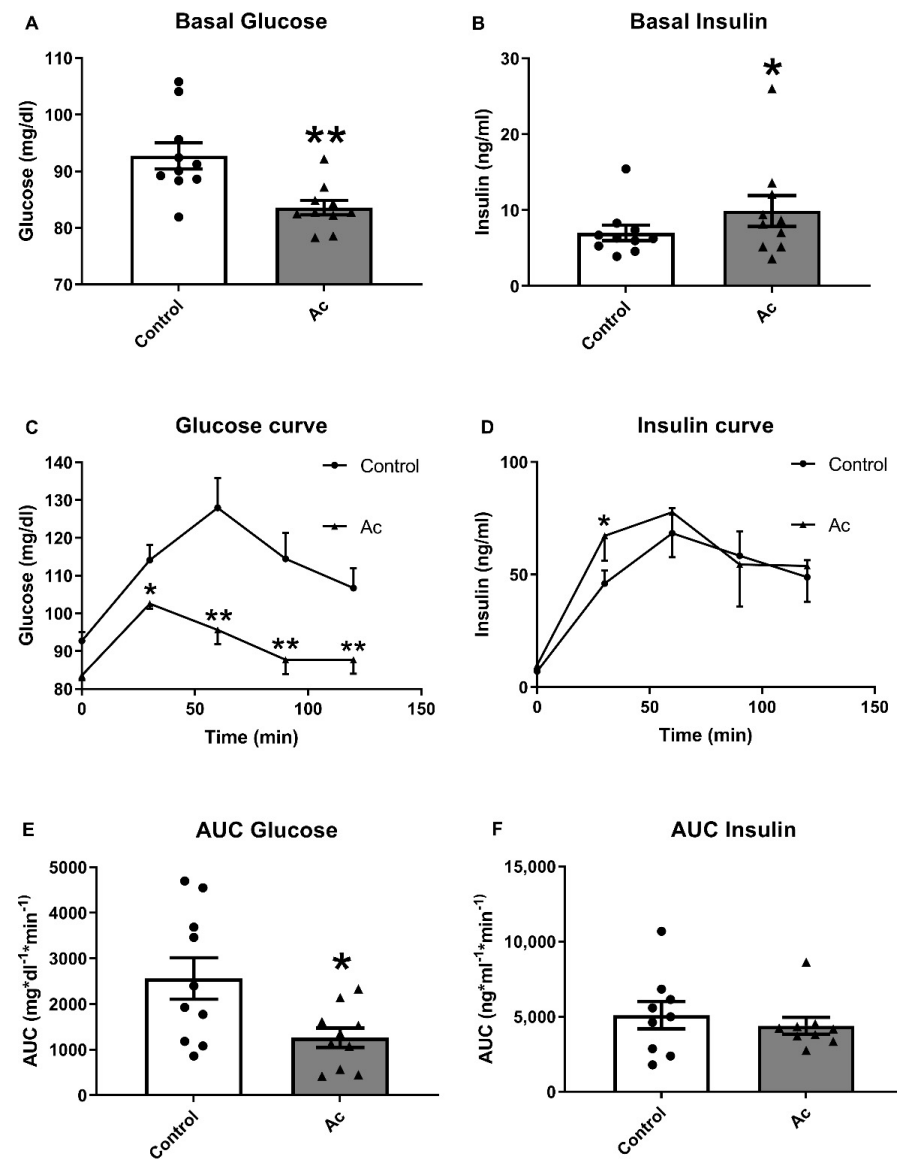 A
Basal Glucose
Glucose (mg/dl)
110
100
90
80
70
**
Control
Ac
B
Basal Insulin
Insulin (ng/ml)
30
20
10
0
*
Control
Ac
C
Glucose curve
Glucose (mg/dl)
140
130
120
110
100
90
80
Control
Ac
*
**
**
**
0
50
100
150
Time (min)
D
Insulin curve
Insulin (ng/ml)
100
50
0
Control
Ac
*
0
50
100
150
Time (min)
E
AUC Glucose
AUC (mg*dl⁻¹*min⁻¹)
5000
4000
3000
2000
1000
0
*
Control
Ac
F
AUC Insulin
AUC (ng*ml⁻¹*min⁻¹)
15,000
10,000
5,000
0
Control
Ac